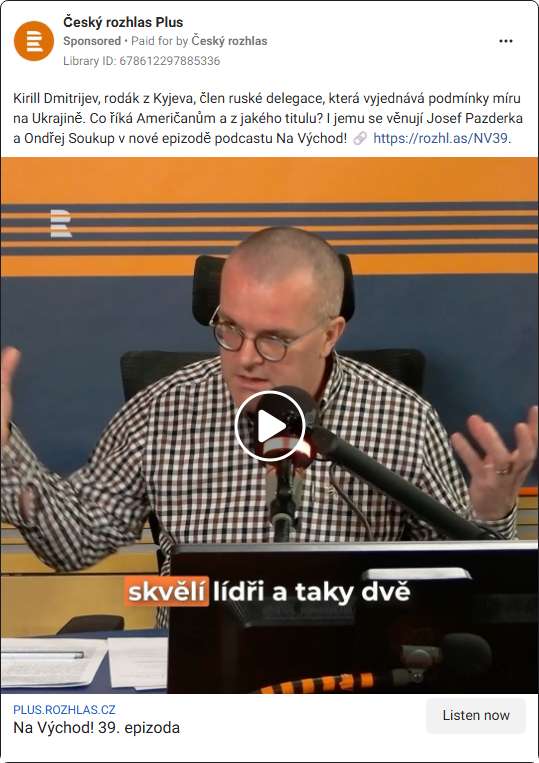 Český rozhlas Plus
Sponsored • Paid for by Český rozhlas
Library ID: 678612297885336
Kirill Dmitrijev, rodák z Kyjeva, člen ruské delegace, která vyjednává podmínky míru
na Ukrajině. Co říká Američanům a z jakého titulu? I jemu se věnují Josef Pazderka
a Ondřej Soukup v nové epizodě podcastu Na Východ! 🔗 https://rozhl.as/NV39.
skvělí lídři a taky dvě
PLUS.ROZHLAS.CZ
Na Východ! 39. epizoda
Listen now